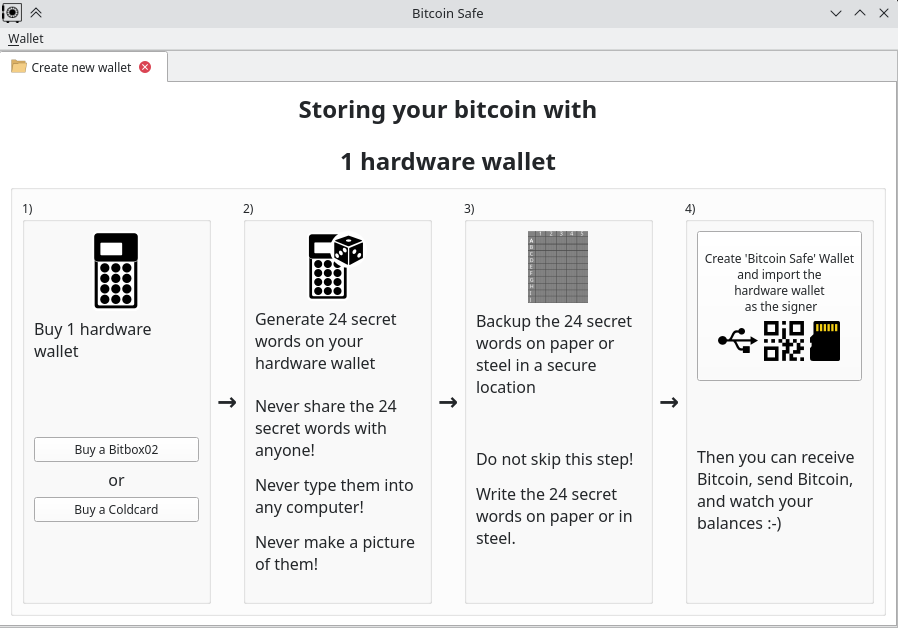 Bitcoin Safe
Wallet
Create new wallet
Storing your bitcoin with
1 hardware wallet
1)
Buy 1 hardware
wallet
Buy a Bitbox02
or
Buy a Coldcard
→
2)
Generate 24 secret
words on your
hardware wallet
Never share the 24
secret words with
anyone!
Never type them into
any computer!
Never make a picture
of them!
→
3)
Backup the 24 secret
words on paper or
steel in a secure
location
Do not skip this step!
Write the 24 secret
words on paper or in
steel.
→
4)
Create 'Bitcoin Safe' Wallet
and import the
hardware wallet
as the signer
Then you can receive
Bitcoin, send Bitcoin,
and watch your
balances :-)